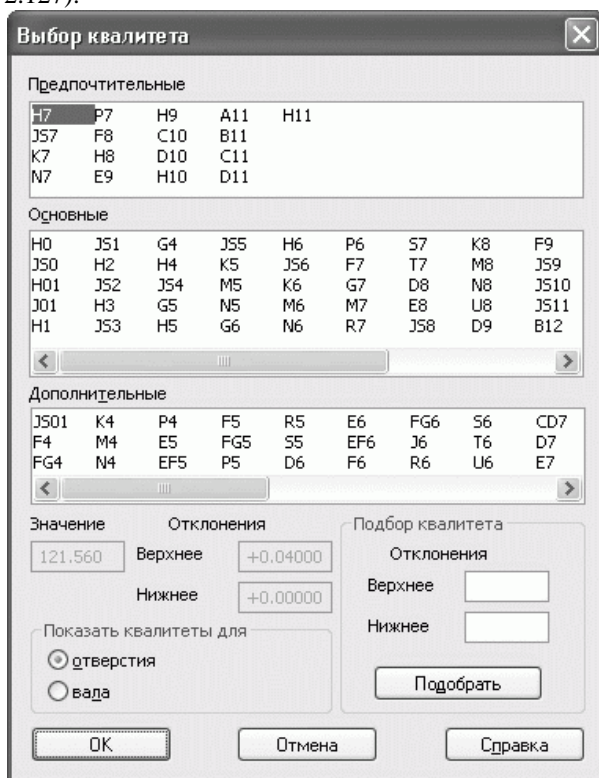 2.127).
Выбор квалитета
Предпочтительные
H7 P7 H9 A11 H11
JS7 F8 C10 B11
K7 H8 D10 C11
N7 E9 H10 D11
Основные
H0 JS1 G4 JS5 H6 P6 S7 K8 F9
JS0 H2 H4 K5 JS6 F7 T7 M8 JS9
H01 JS2 JS4 M5 K6 G7 D8 N8 JS10
J01 H3 G5 N5 M6 M7 E8 U8 JS11
H1 JS3 H5 G6 N6 R7 JS8 D9 B12
Дополнительные
JS01 K4 P4 F5 R5 E6 FG6 S6 CD7
F4 M4 E5 FG5 S5 EF6 J6 T6 D7
FG4 N4 EF5 P5 D6 F6 R6 U6 E7
Значение Отклонения Подбор квалитета
121.560 Верхнее +0.04000 Отклонения
Нижнее +0.00000 Верхнее
Показать квалитеты для Нижнее
отверстия
вала Подобрать
OK Отмена Справка